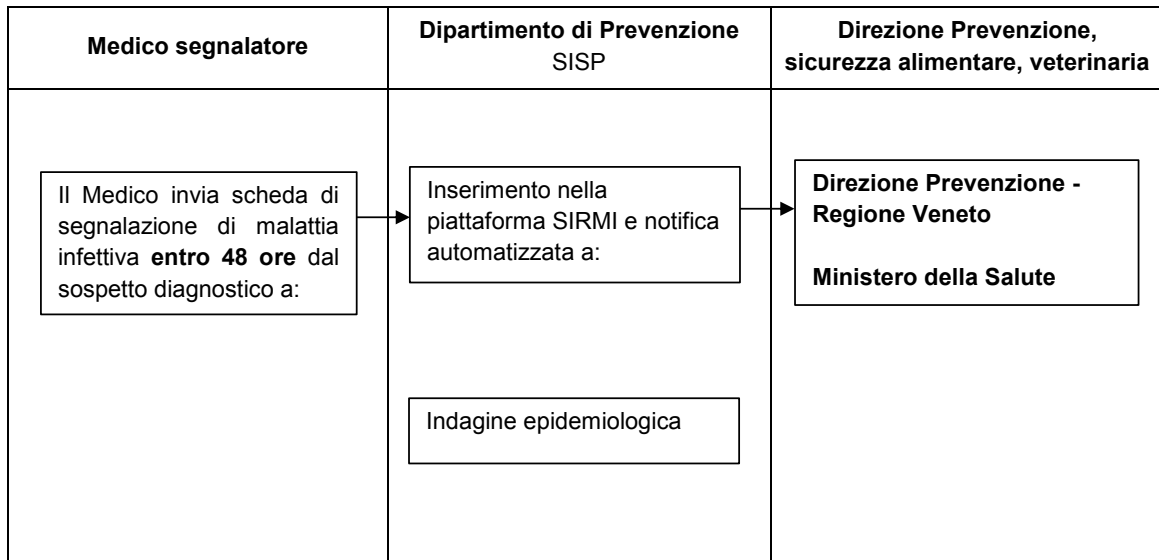 Medico segnalatore
Dipartimento di Prevenzione
SISP
Direzione Prevenzione,
sicurezza alimentare, veterinaria
Il Medico invia scheda di
segnalazione di malattia
infettiva entro 48 ore dal
sospetto diagnostico a:
Inserimento nella
piattaforma SIRMI e notifica
automatizzata a:
Direzione Prevenzione -
Regione Veneto
Ministero della Salute
Indagine epidemiologica